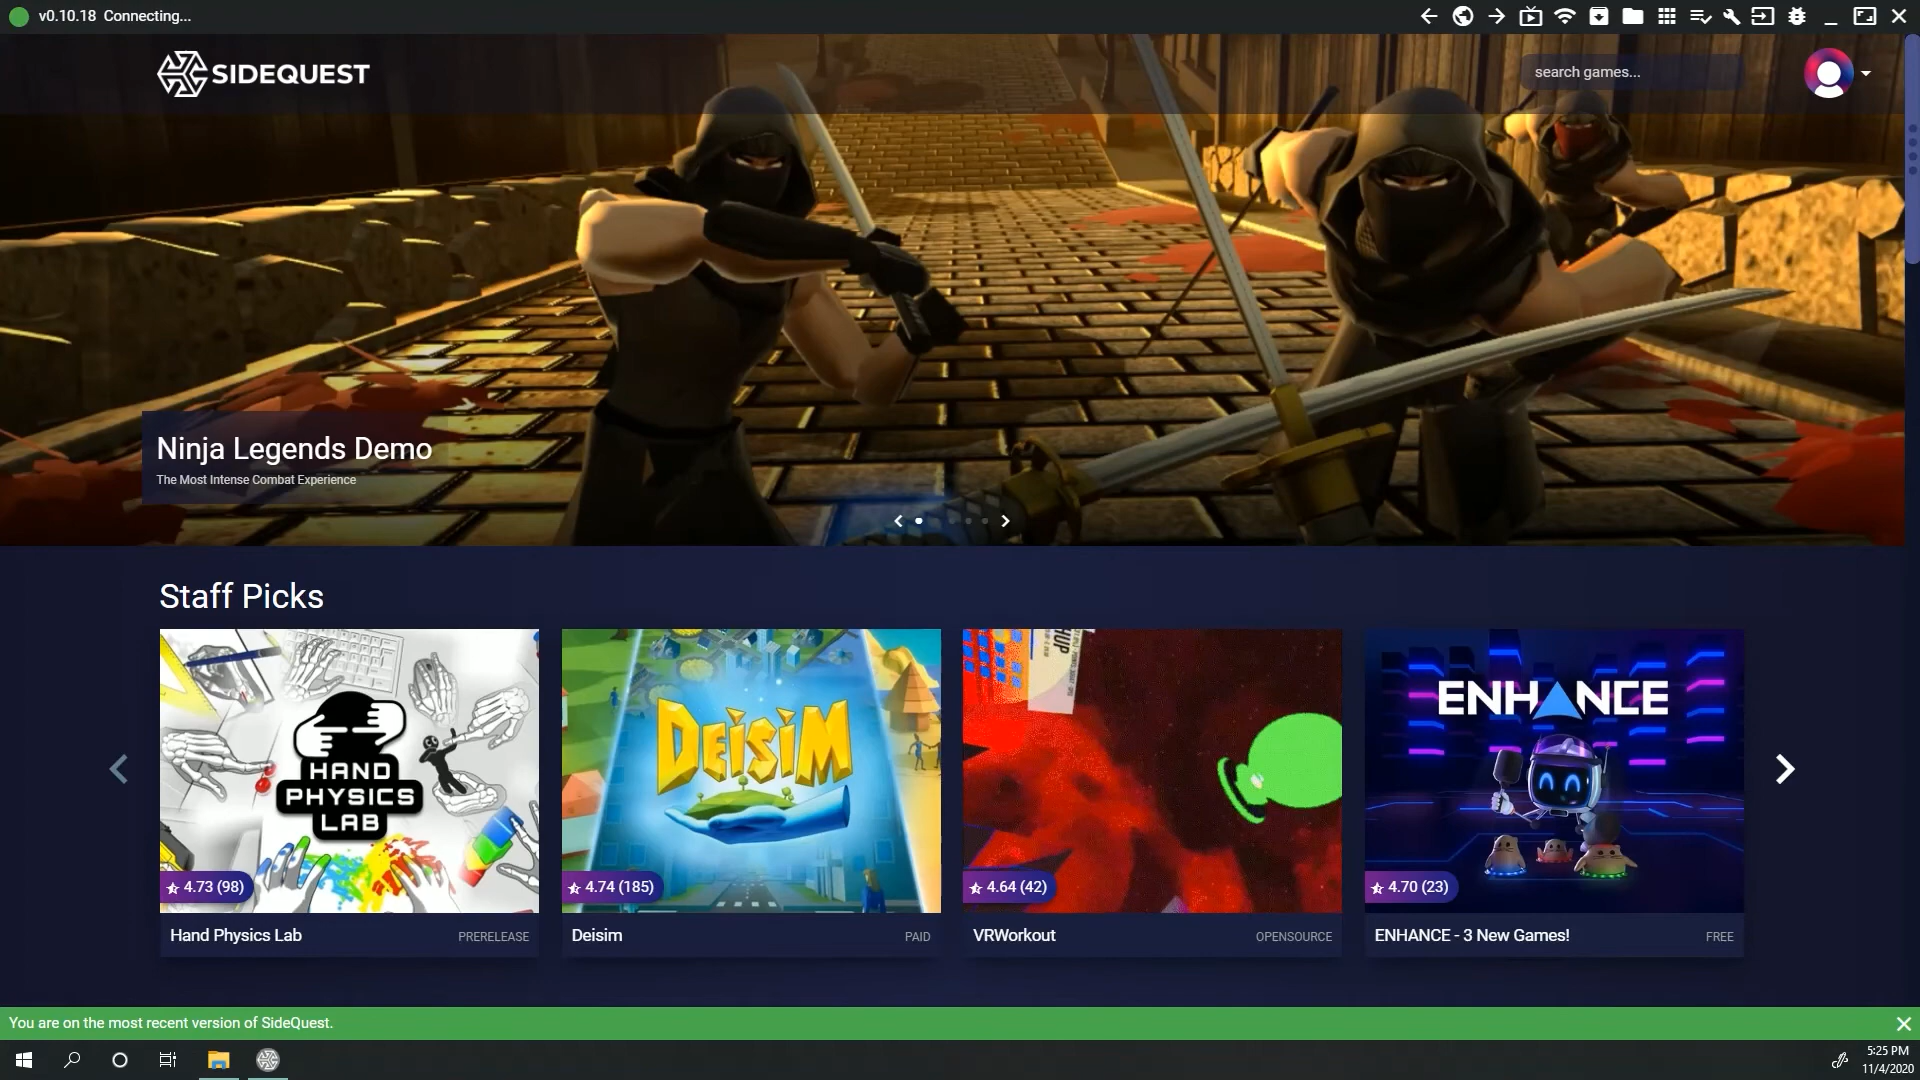 v0.10.18 Connecting...
SIDEQUEST
search games...
Ninja Legends Demo
The Most Intense Combat Experience
Staff Picks
HAND
PHYSICS
LAB
4.73 (98)
Hand Physics Lab
PRERELEASE
DEISIM
4.74 (185)
Deisim
PAID
4.64 (42)
VRWorkout
OPENSOURCE
ENHANCE
4.70 (23)
ENHANCE - 3 New Games!
FREE
You are on the most recent version of SideQuest.
5:25 PM
11/4/2020